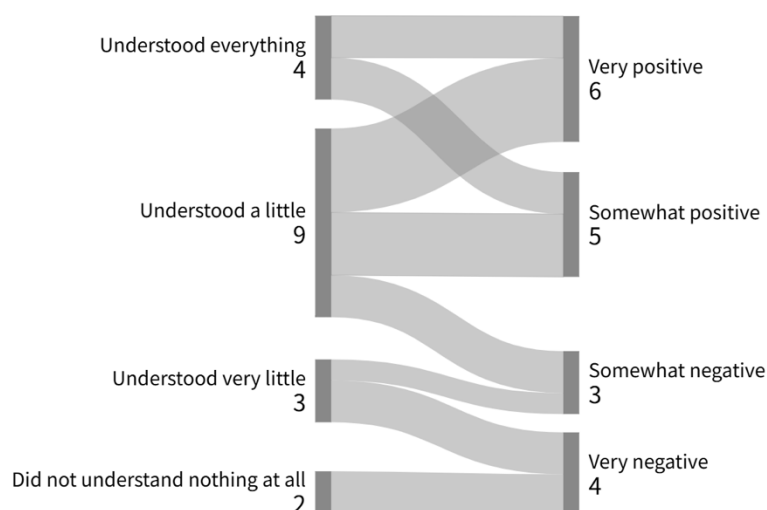 Understood everything
4
Understood a little
9
Understood very little
3
Did not understand nothing at all
2
Very positive
6
Somewhat positive
5
Somewhat negative
3
Very negative
4